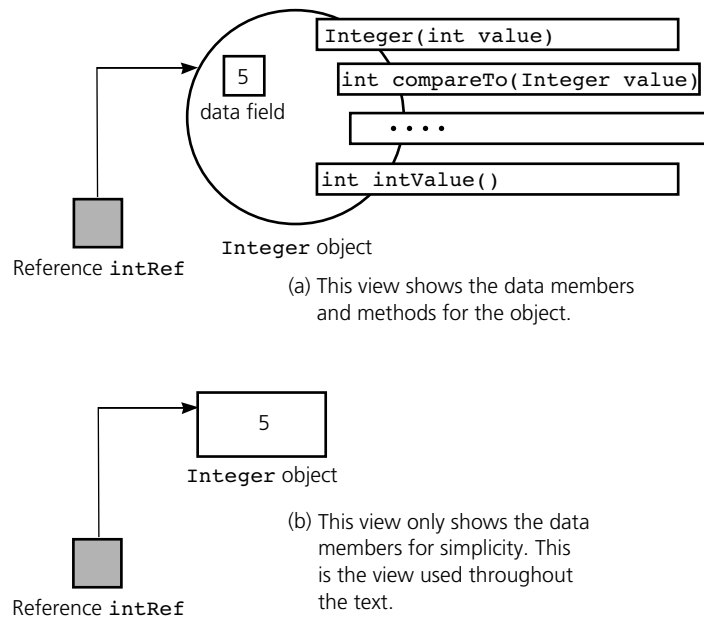 Integer(int value)
5
int compareTo(Integer value)
data field
....
int intValue()
Integer object
Reference intRef
(a) This view shows the data members
and methods for the object.
5
Integer object
(b) This view only shows the data
members for simplicity. This
is the view used throughout
the text.
Reference intRef